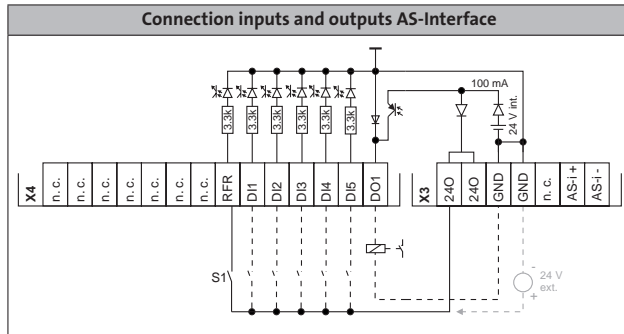 Connection inputs and outputs AS-Interface
100 mA
24 V int.
3.3k
3.3k
3.3k
3.3k
3.3k
3.3k
X4
n. c.
n. c.
n. c.
n. c.
n. c.
n. c.
n. c.
RFR
DI1
DI2
DI3
DI4
DI5
DO1
X3
24O
24O
GND
GND
n. c.
AS-i +
AS-i -
S1
-
24 V
ext.
+